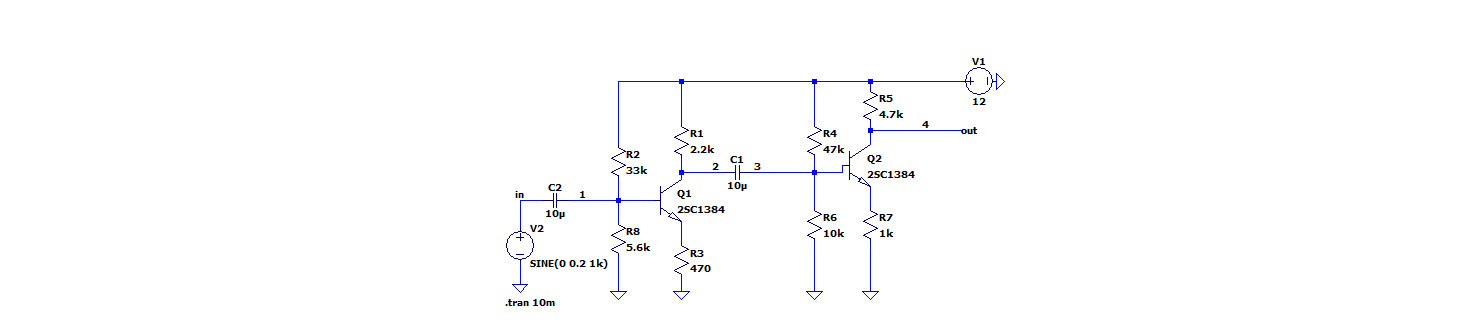 V1
12
R5
4.7k
4
out
R1
2.2k
R4
47k
R2
33k
2
C1
3
10µ
Q2
2SC1384
in
C2
1
10µ
Q1
2SC1384
R8
5.6k
R6
10k
R7
1k
V2
R3
470
SINE(0 0.2 1k)
.tran 10m